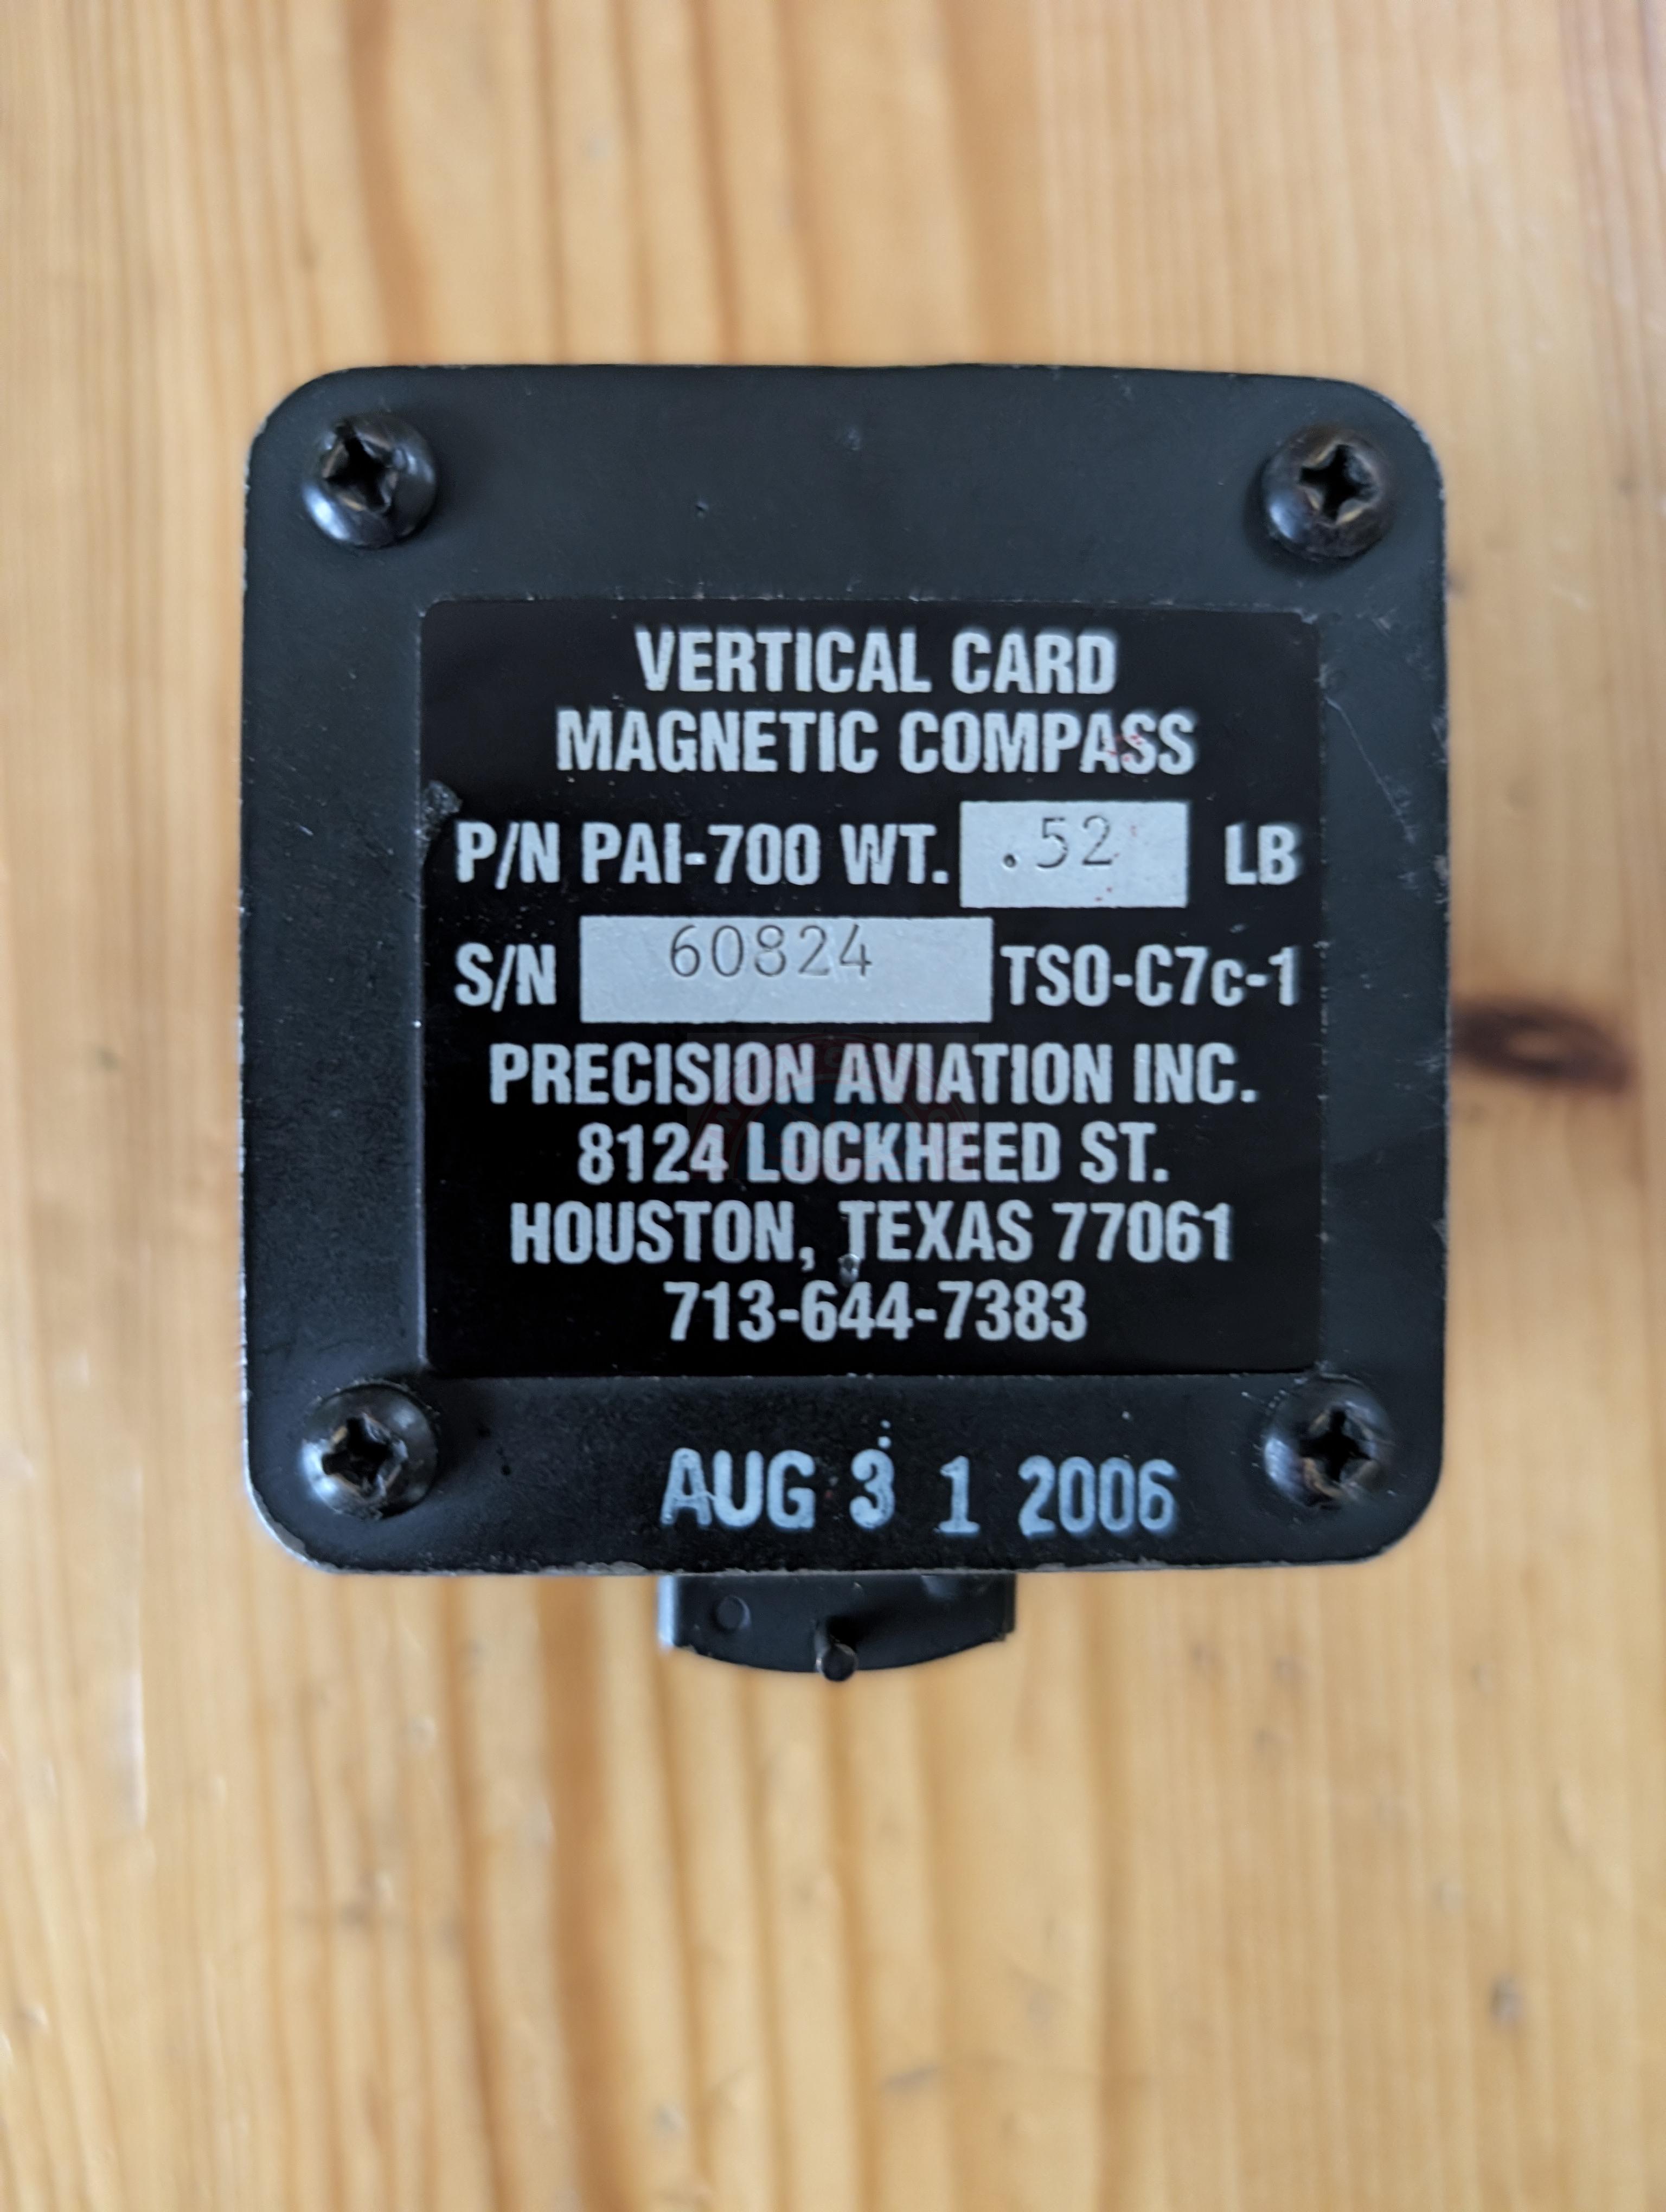 VERTICAL CARD
MAGNETIC COMPASS
P/N PAI-700 WT. .52 LB
S/N 60824 TSO-C7c-1
PRECISION AVIATION INC.
8124 LOCKHEED ST.
HOUSTON, TEXAS 77061
713-644-7383
AUG 3 1 2006